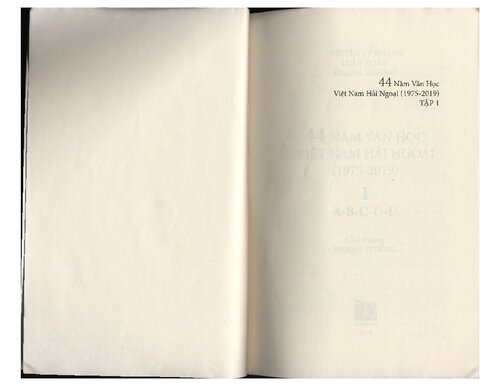 44 Năm Văn Học
Việt Nam Hải Ngoại (1975-2019)
TẬP 1
44 NĂM VĂN HỌC
VIỆT NAM HẢI NGOẠI
(1975-2019)
1
A-B-C-D-Đ